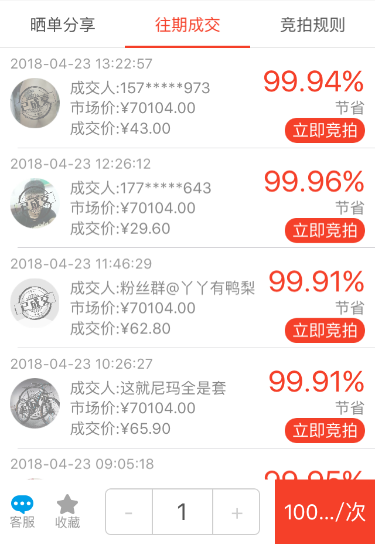 晒单分享 往期成交 竞拍规则
2018-04-23 13:22:57
99.94%
成交人:157*****973
市场价:¥70104.00
节省
成交价:¥43.00
立即竞拍
2018-04-23 12:26:12
99.96%
成交人:177*****643
市场价:¥70104.00
节省
成交价:¥29.60
立即竞拍
2018-04-23 11:46:29
99.91%
成交人:粉丝群@丫丫有鸭梨
市场价:¥70104.00
节省
成交价:¥62.80
立即竞拍
2018-04-23 10:26:27
99.91%
成交人:这就尼玛全是套
市场价:¥70104.00
节省
成交价:¥65.90
立即竞拍
2018-04-23 09:05:18
99.95%
客服 收藏 - 1 + 100.../次